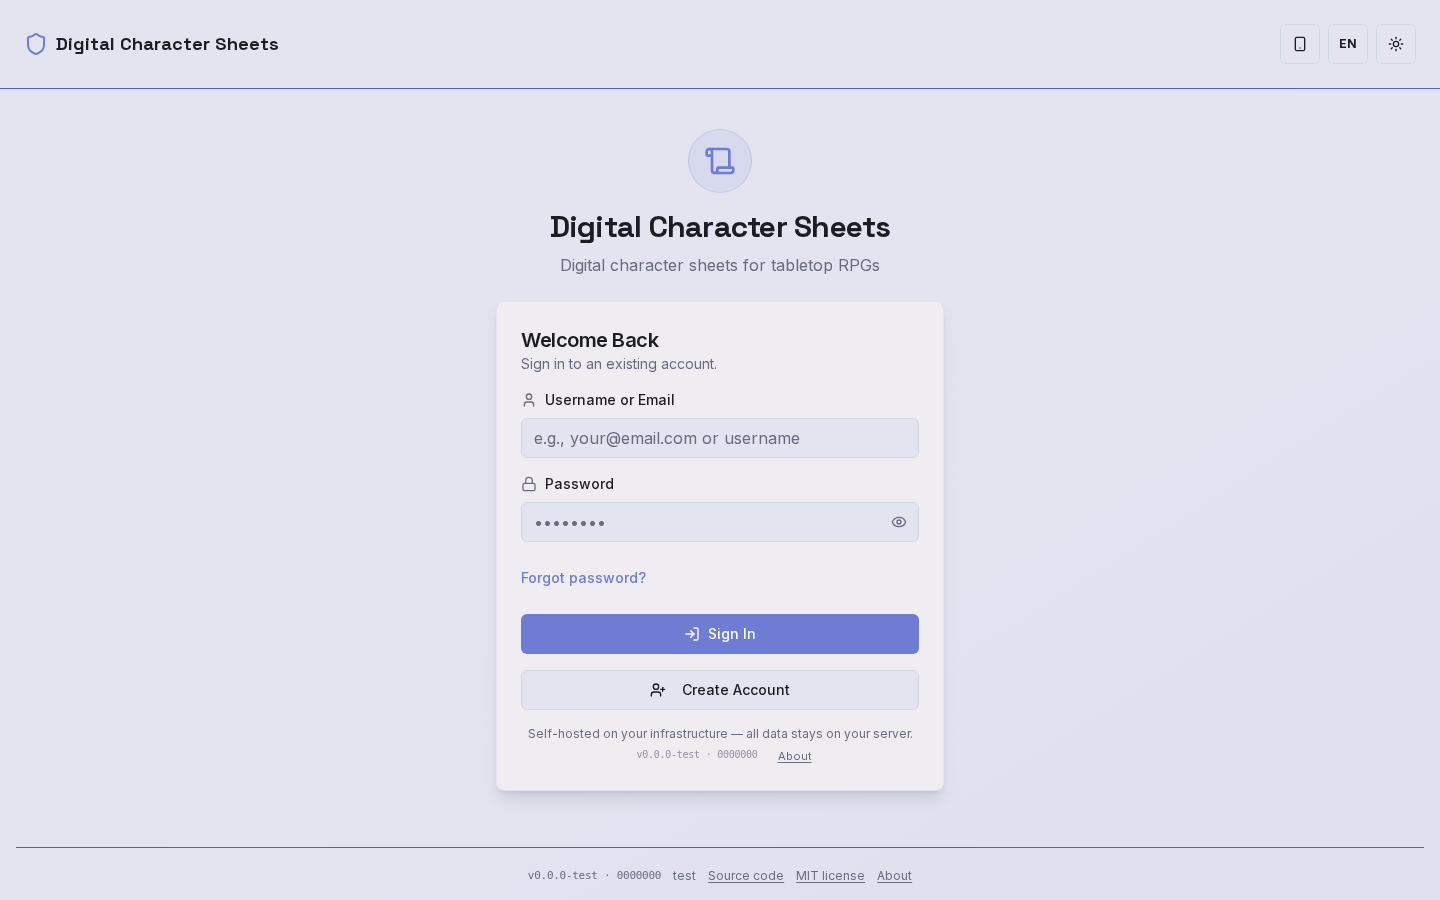 Digital Character Sheets
EN
Digital Character Sheets
Digital character sheets for tabletop RPGs
Welcome Back
Sign in to an existing account.
Username or Email
e.g., your@email.com or username
Password
••••••••
Forgot password?
Sign In
Create Account
Self-hosted on your infrastructure — all data stays on your server.
v0.0.0-test · 0000000 About
v0.0.0-test · 0000000 test Source code MIT license About